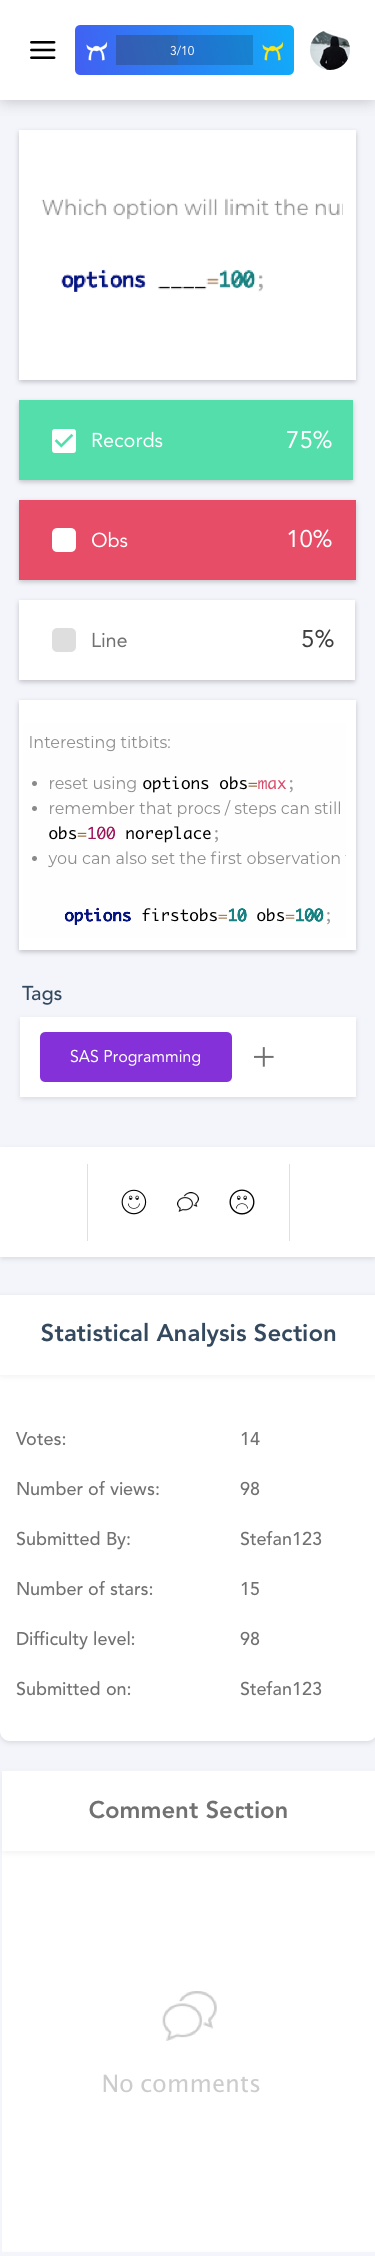 3/10
Which option will limit the
options ____=100;
Records 75%
Obs 10%
Line 5%
Interesting titbits:
• reset using options obs=max;
• remember that procs / steps can still
obs=100 noreplace;
• you can also set the first observation
options firstobs=10 obs=100;
Tags
SAS Programming
Statistical Analysis Section
Votes: 14
Number of views: 98
Submitted By: Stefan123
Number of stars: 15
Difficulty level: 98
Submitted on: Stefan123
Comment Section
No comments